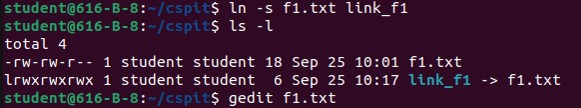 student@616-B-8:~/cspit$ ln -s f1.txt link_f1
student@616-B-8:~/cspit$ ls -l
total 4
-rw-rw-r-- 1 student student 18 Sep 25 10:01 f1.txt
lrwxrwxrwx 1 student student  6 Sep 25 10:17 link_f1 -> f1.txt
student@616-B-8:~/cspit$ gedit f1.txt